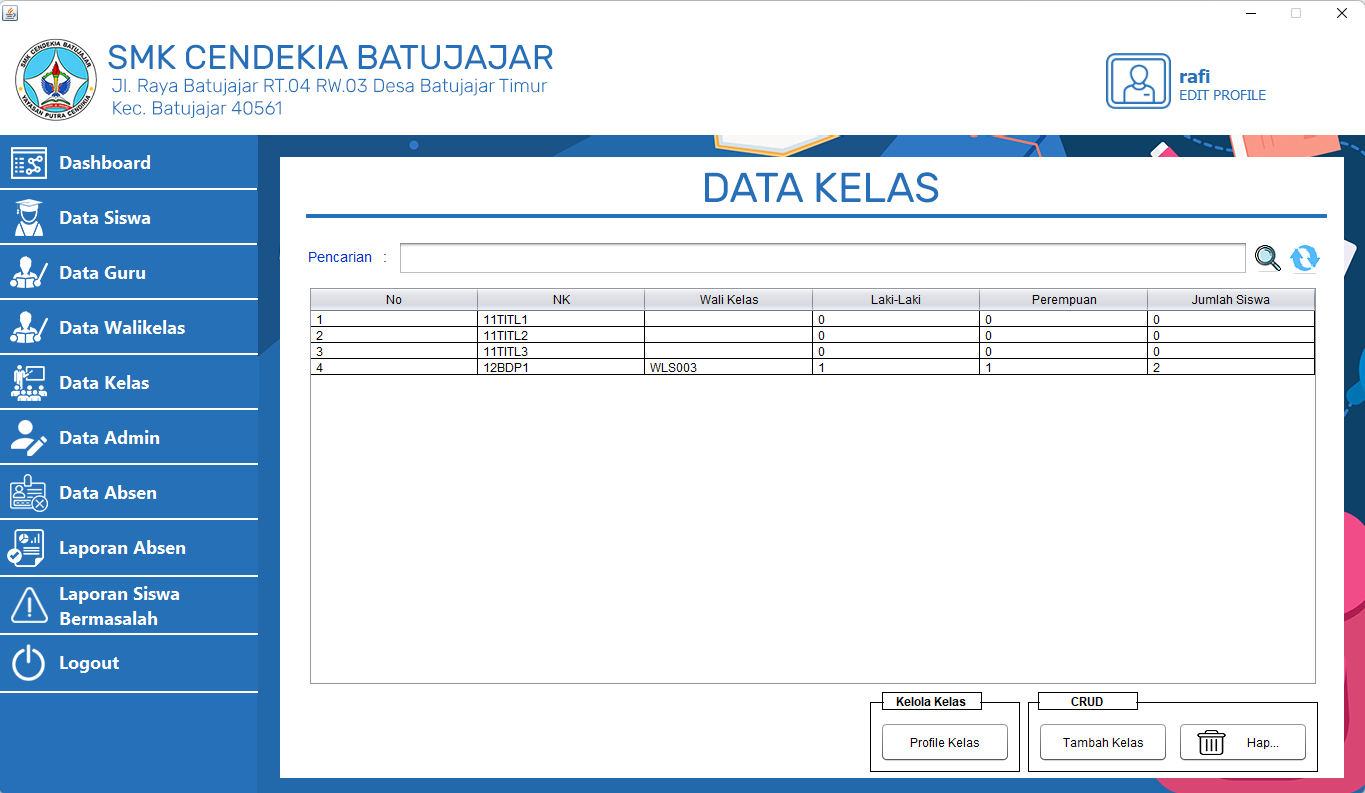 SMK CENDEKIA BATUJAJAR
YAYASAN PUTRA CENDIKIA
SMK CENDEKIA BATUJAJAR
Jl. Raya Batujajar RT.04 RW.03 Desa Batujajar Timur
Kec. Batujajar 40561
rafi
EDIT PROFILE
Dashboard
Data Siswa
Data Guru
Data Walikelas
Data Kelas
Data Admin
Data Absen
Laporan Absen
Laporan Siswa
Bermasalah
Logout
DATA KELAS
Pencarian :
No NK Wali Kelas Laki-Laki Perempuan Jumlah Siswa
1 11TITL1 0 0 0
2 11TITL2 0 0 0
3 11TITL3 0 0 0
4 12BDP1 WLS003 1 1 2
Kelola Kelas
Profile Kelas
CRUD
Tambah Kelas
Hap...